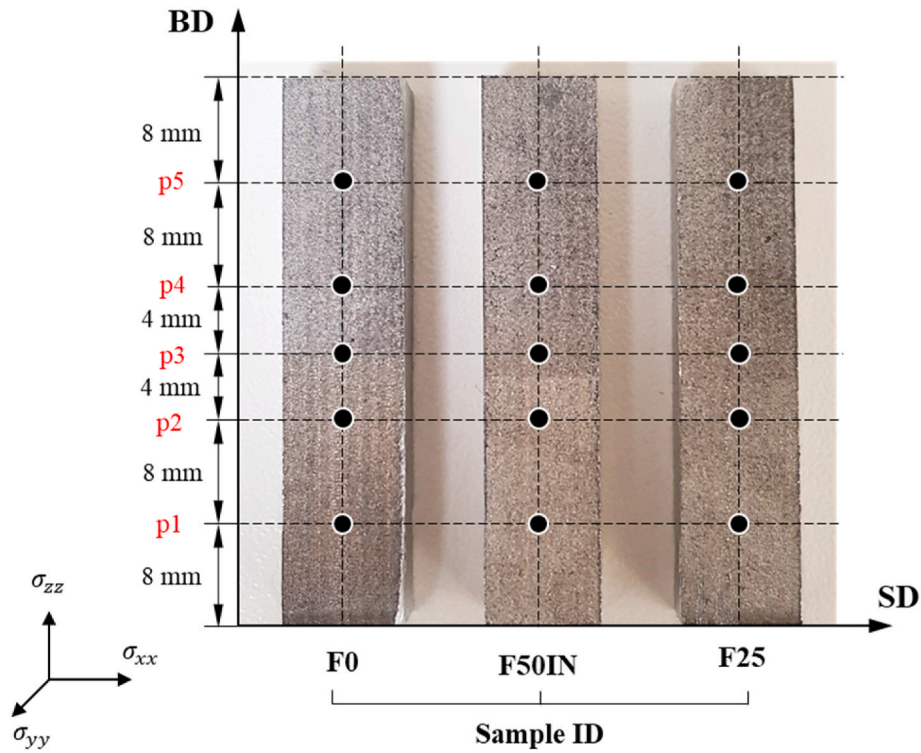 BD
8 mm
p5
8 mm
p4
4 mm
p3
4 mm
p2
8 mm
p1
8 mm
SD
σzz
σxx
σyy
F0
F50IN
F25
Sample ID